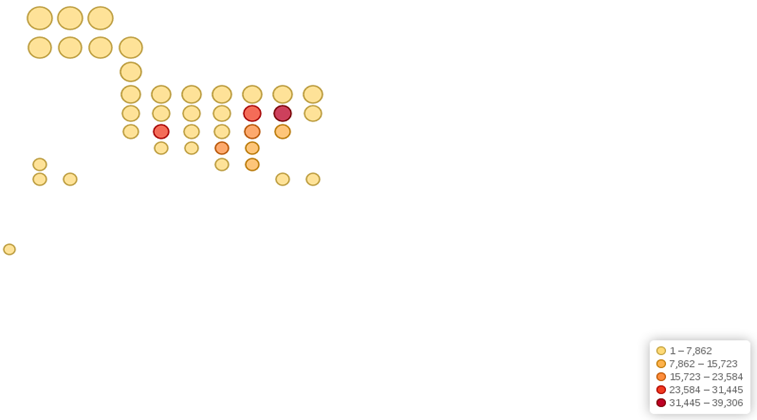 1 – 7,862
7,862 – 15,723
15,723 – 23,584
23,584 – 31,445
31,445 – 39,306